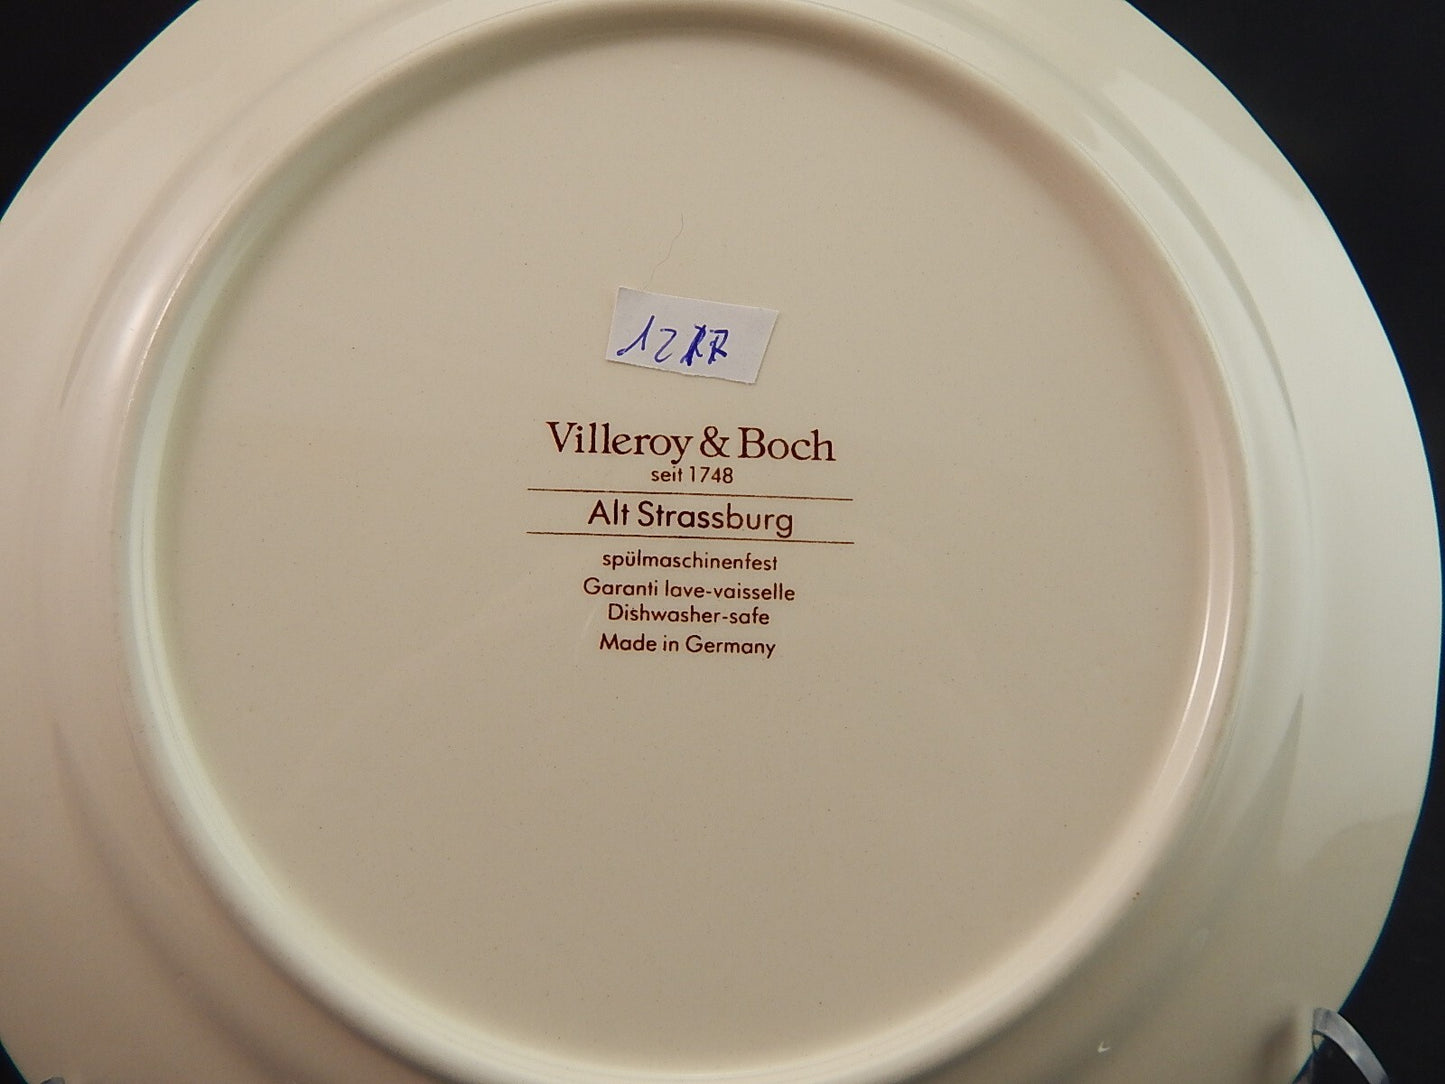 Villeroy & Boch
seit 1748
Alt Strassburg
spülmaschinenfest
Garanti lave-vaisselle
Dishwasher-safe
Made in Germany